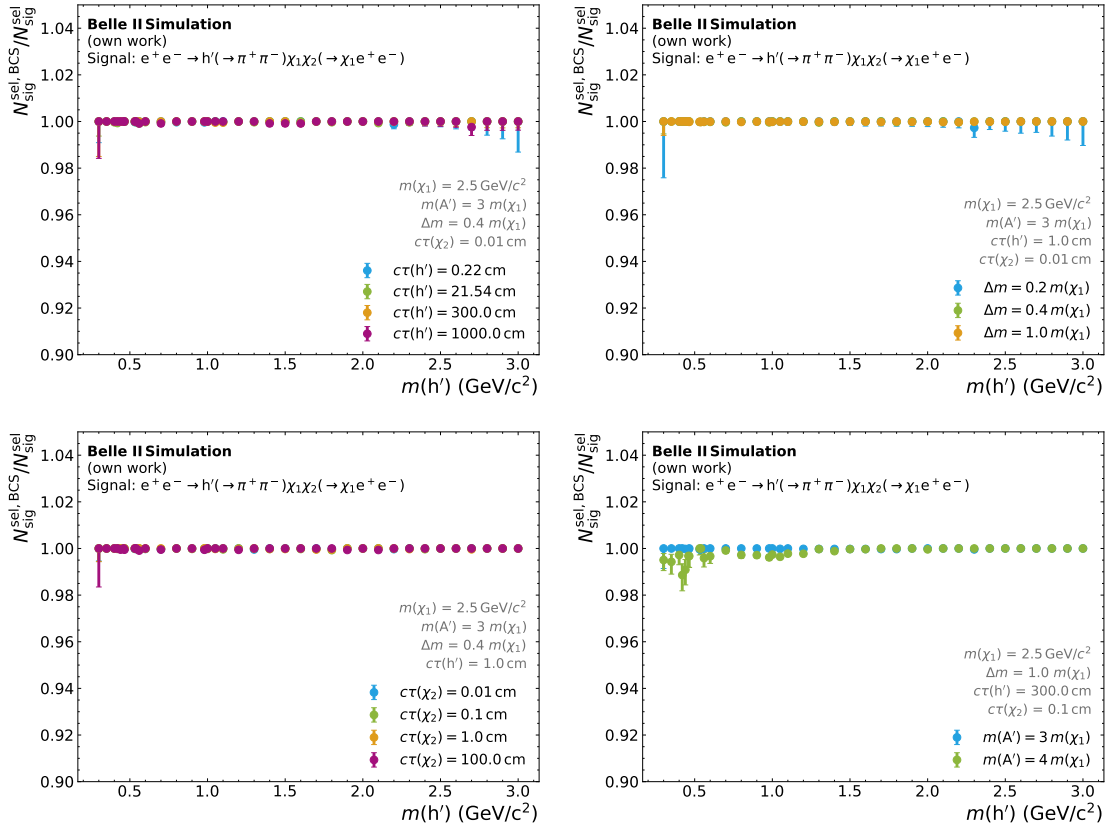 Belle II Simulation
(own work)
Signal: e⁺e⁻ → h′(→ π⁺π⁻)χ₁χ₂(→ χ₁e⁺e⁻)
N_sig^{sel, BCS}/N_sig^{sel}
1.04
1.02
1.00
0.98
0.96
0.94
0.92
0.90
m(χ₁) = 2.5 GeV/c²
m(A′) = 3 m(χ₁)
Δm = 0.4 m(χ₁)
cτ(χ₂) = 0.01 cm
cτ(h′) = 0.22 cm
cτ(h′) = 21.54 cm
cτ(h′) = 300.0 cm
cτ(h′) = 1000.0 cm
0.5 1.0 1.5 2.0 2.5 3.0
m(h′) (GeV/c²)
Belle II Simulation
(own work)
Signal: e⁺e⁻ → h′(→ π⁺π⁻)χ₁χ₂(→ χ₁e⁺e⁻)
N_sig^{sel, BCS}/N_sig^{sel}
1.04
1.02
1.00
0.98
0.96
0.94
0.92
0.90
m(χ₁) = 2.5 GeV/c²
m(A′) = 3 m(χ₁)
cτ(h′) = 1.0 cm
cτ(χ₂) = 0.01 cm
Δm = 0.2 m(χ₁)
Δm = 0.4 m(χ₁)
Δm = 1.0 m(χ₁)
0.5 1.0 1.5 2.0 2.5 3.0
m(h′) (GeV/c²)
Belle II Simulation
(own work)
Signal: e⁺e⁻ → h′(→ π⁺π⁻)χ₁χ₂(→ χ₁e⁺e⁻)
N_sig^{sel, BCS}/N_sig^{sel}
1.04
1.02
1.00
0.98
0.96
0.94
0.92
0.90
m(χ₁) = 2.5 GeV/c²
m(A′) = 3 m(χ₁)
Δm = 0.4 m(χ₁)
cτ(h′) = 1.0 cm
cτ(χ₂) = 0.01 cm
cτ(χ₂) = 0.1 cm
cτ(χ₂) = 1.0 cm
cτ(χ₂) = 100.0 cm
0.5 1.0 1.5 2.0 2.5 3.0
m(h′) (GeV/c²)
Belle II Simulation
(own work)
Signal: e⁺e⁻ → h′(→ π⁺π⁻)χ₁χ₂(→ χ₁e⁺e⁻)
N_sig^{sel, BCS}/N_sig^{sel}
1.04
1.02
1.00
0.98
0.96
0.94
0.92
0.90
m(χ₁) = 2.5 GeV/c²
Δm = 1.0 m(χ₁)
cτ(h′) = 300.0 cm
cτ(χ₂) = 0.1 cm
m(A′) = 3 m(χ₁)
m(A′) = 4 m(χ₁)
0.5 1.0 1.5 2.0 2.5 3.0
m(h′) (GeV/c²)